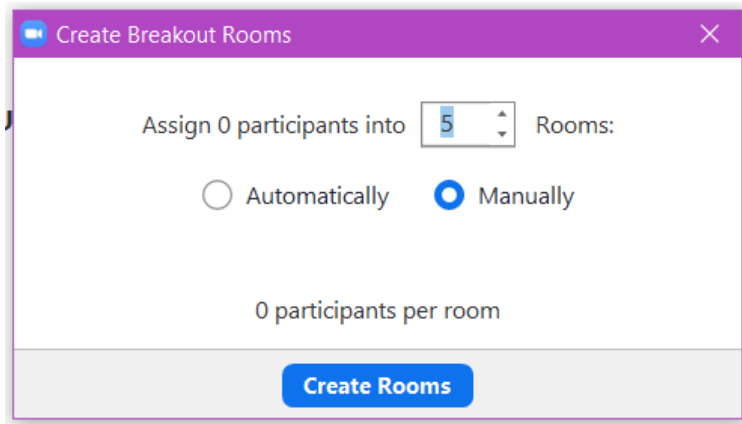 Create Breakout Rooms
Assign 0 participants into 5 Rooms:
Automatically Manually
0 participants per room
Create Rooms